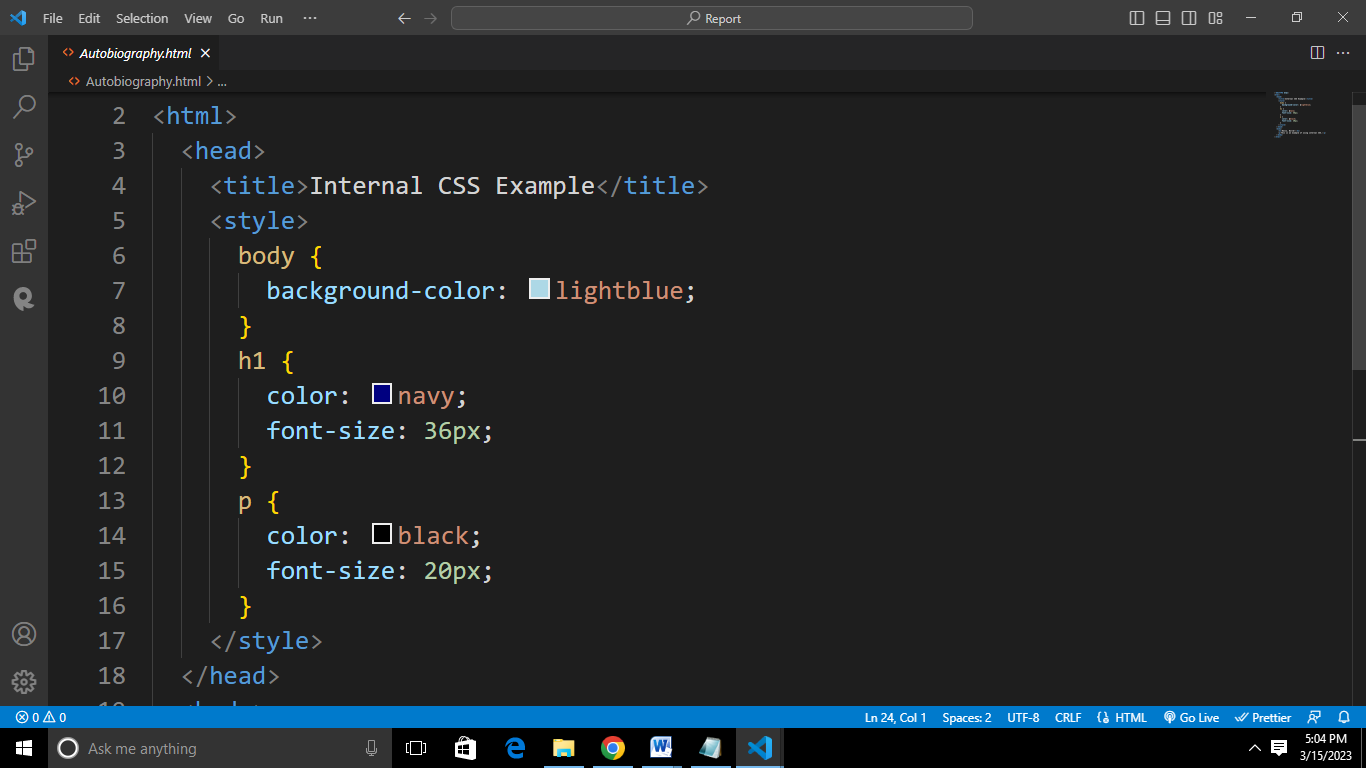 File Edit Selection View Go Run ···
Report
Autobiography.html
Autobiography.html > ...
2 <html>
3 <head>
4 <title>Internal CSS Example</title>
5 <style>
6 body {
7 background-color: lightblue;
8 }
9 h1 {
10 color: navy;
11 font-size: 36px;
12 }
13 p {
14 color: black;
15 font-size: 20px;
16 }
17 </style>
18 </head>
0 0 Ln 24, Col 1 Spaces: 2 UTF-8 CRLF HTML Go Live Prettier
Ask me anything
5:04 PM
3/15/2023